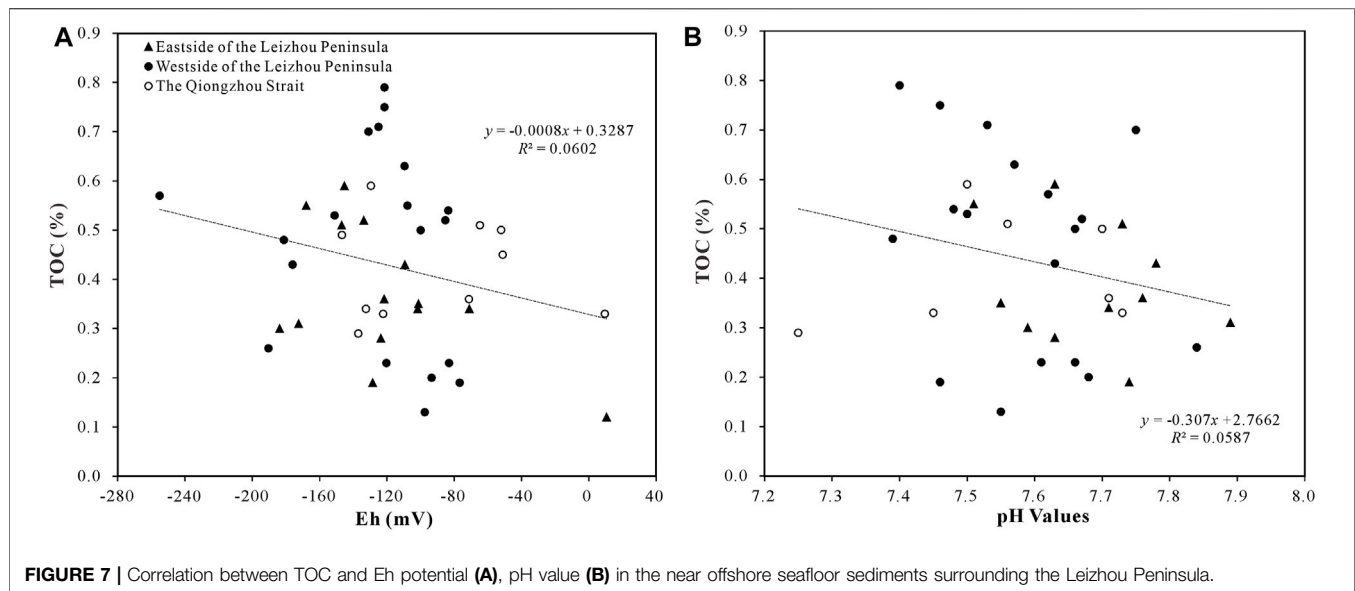 A
▲ Eastside of the Leizhou Peninsula
● Westside of the Leizhou Peninsula
○ The Qiongzhou Strait
y = -0.0008x + 0.3287
R² = 0.0602
TOC (%)
0.9
0.8
0.7
0.6
0.5
0.4
0.3
0.2
0.1
0.0
-280 -240 -200 -160 -120 -80 -40 0 40
Eh (mV)
B
TOC (%)
0.9
0.8
0.7
0.6
0.5
0.4
0.3
0.2
0.1
0.0
y = -0.307x +2.7662
R² = 0.0587
7.2 7.3 7.4 7.5 7.6 7.7 7.8 7.9 8.0
pH Values
FIGURE 7 | Correlation between TOC and Eh potential (A), pH value (B) in the near offshore seafloor sediments surrounding the Leizhou Peninsula.